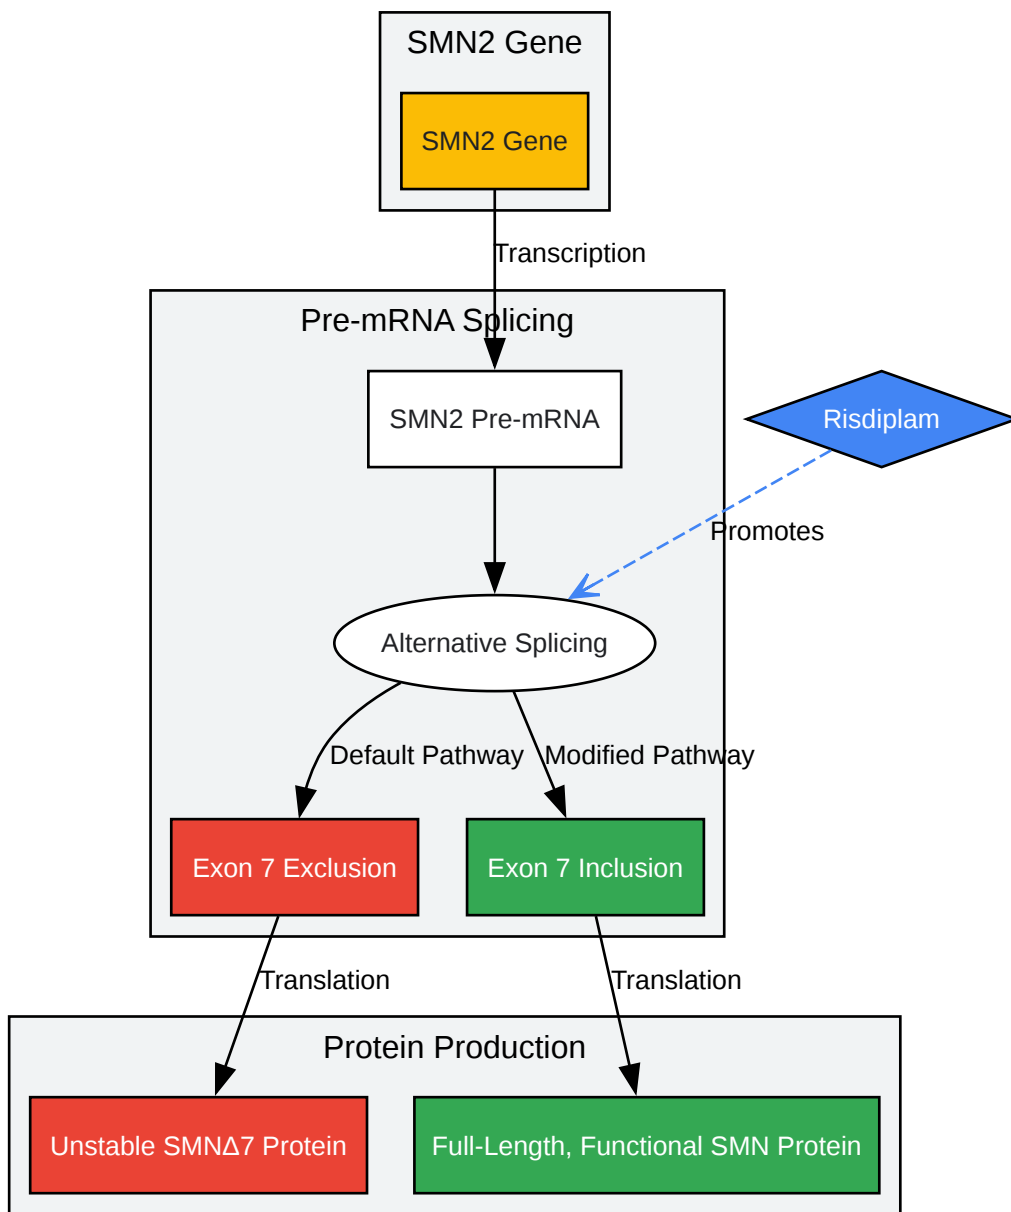 SMN2 Gene
SMN2 Gene
Transcription
Pre-mRNA Splicing
SMN2 Pre-mRNA
Risdiplam
Promotes
Alternative Splicing
Default Pathway
Modified Pathway
Exon 7 Exclusion
Exon 7 Inclusion
Translation
Translation
Protein Production
Unstable SMNΔ7 Protein
Full-Length, Functional SMN Protein